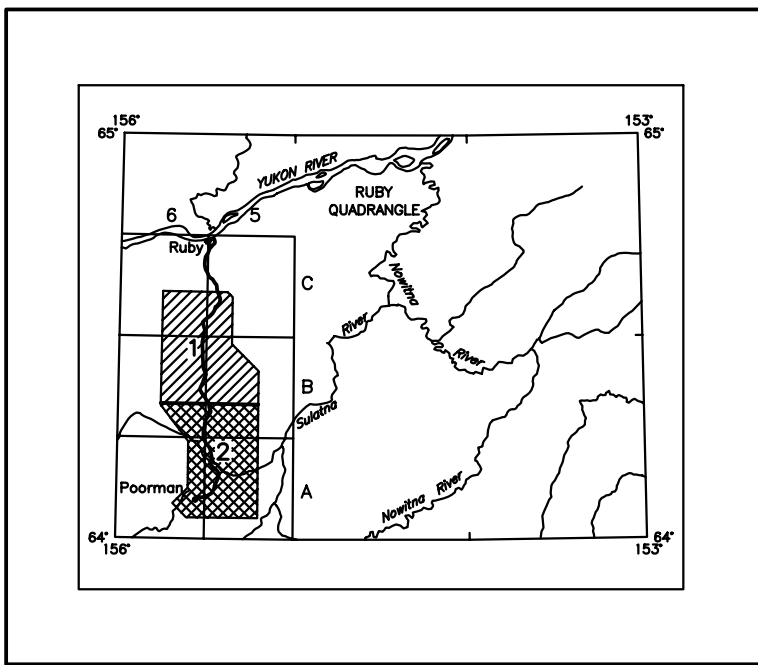 156°
153°
65°
65°
YUKON RIVER
RUBY
QUADRANGLE
6
5
Ruby
Nowitna
C
River
1
River
B
Sulatna
2
Poorman
A
Nowitna River
64°
64°
156°
153°